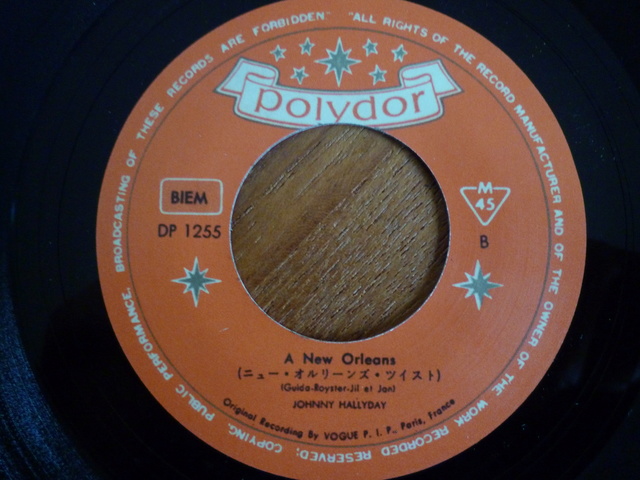 "ALL RIGHTS OF THE RECORD MANUFACTURER AND OF THE OWNER OF THE WORK RECORDED RESERVED; COPYING, PUBLIC PERFORMANCE, BROADCASTING OF THESE RECORDS ARE FORBIDDEN"
polydor
BIEM
DP 1255
M
45
B
A New Orleans
(ニュー・オルリーンズ・ツイスト)
(Guida-Royster-Jil et Jan)
JOHNNY HALLYDAY
Original Recording By VOGUE P. I. P., Paris, France